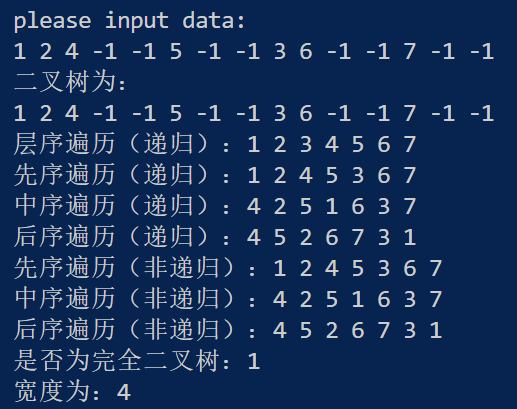 please input data:
1 2 4 -1 -1 5 -1 -1 3 6 -1 -1 7 -1 -1
二叉树为：
1 2 4 -1 -1 5 -1 -1 3 6 -1 -1 7 -1 -1
层序遍历（递归）：1 2 3 4 5 6 7
先序遍历（递归）：1 2 4 5 3 6 7
中序遍历（递归）：4 2 5 1 6 3 7
后序遍历（递归）：4 5 2 6 7 3 1
先序遍历（非递归）：1 2 4 5 3 6 7
中序遍历（非递归）：4 2 5 1 6 3 7
后序遍历（非递归）：4 5 2 6 7 3 1
是否为完全二叉树：1
宽度为：4